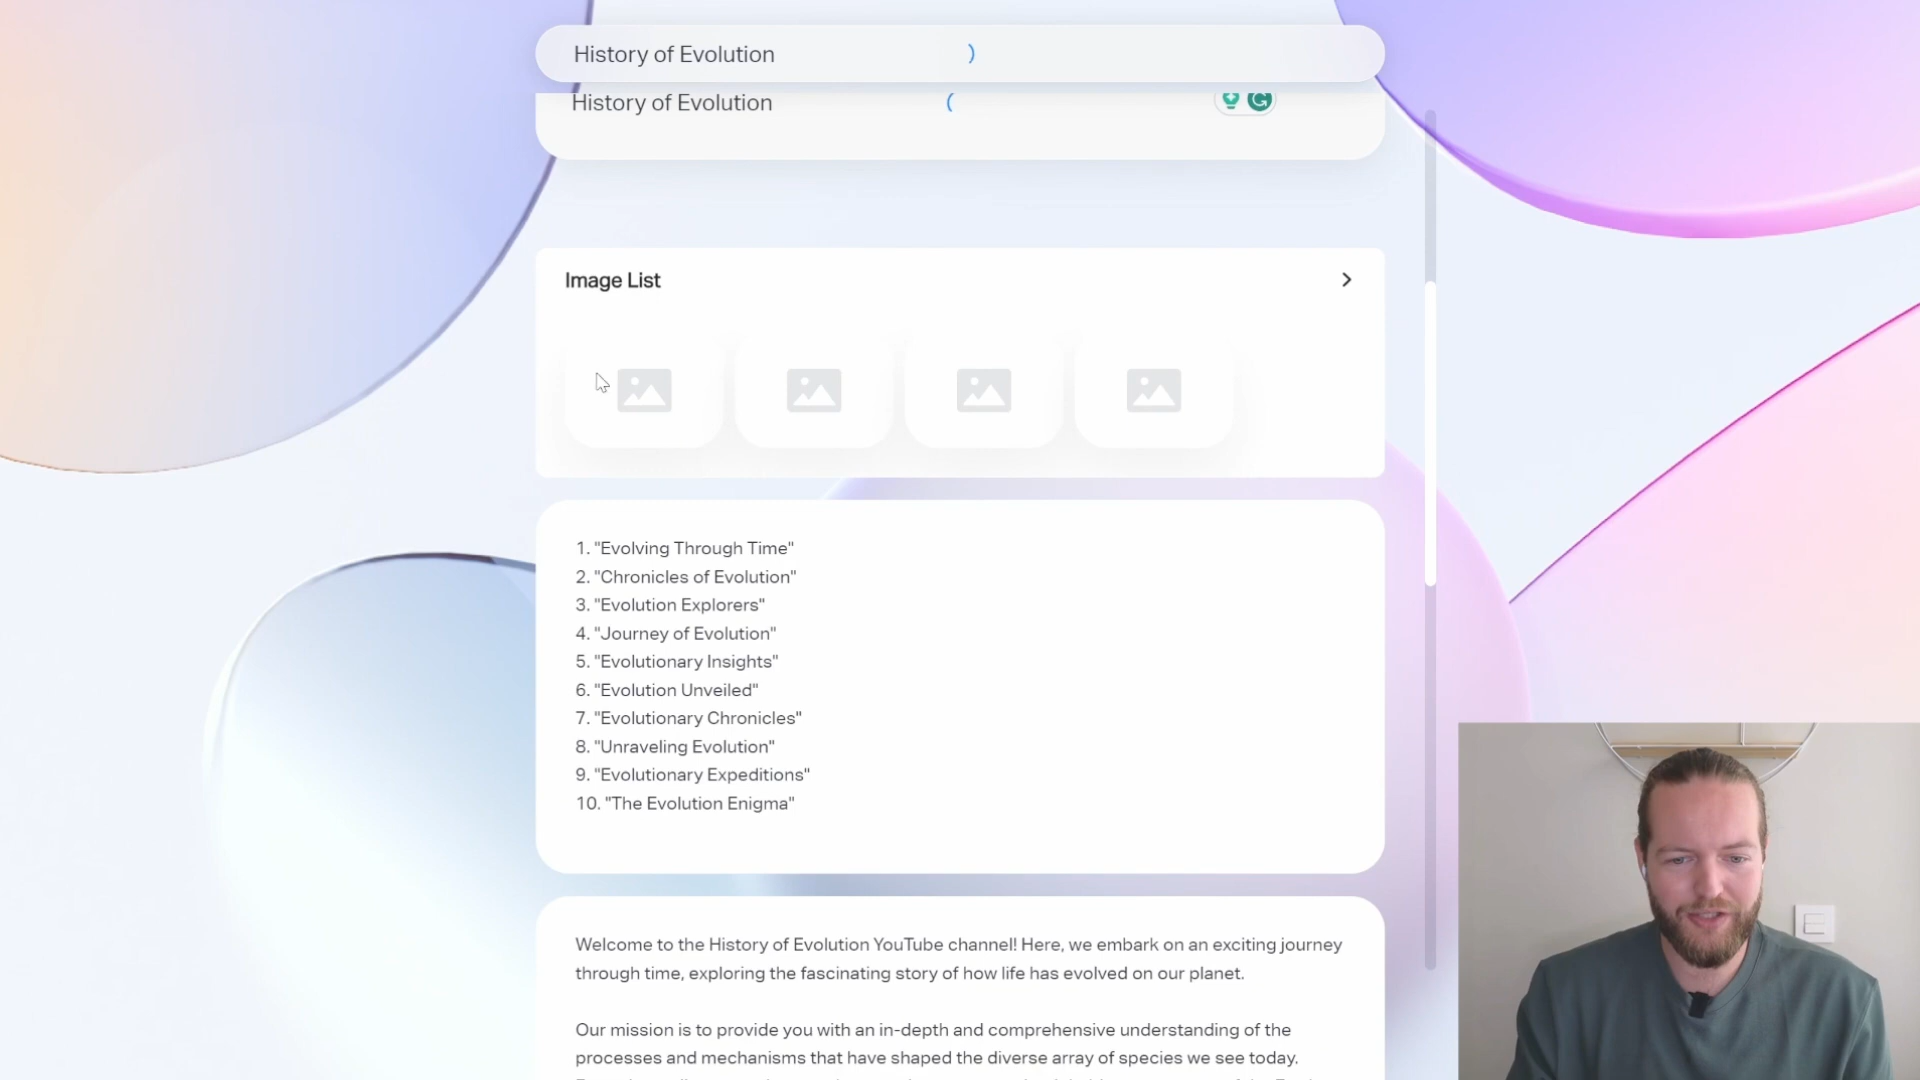 History of Evolution
History of Evolution
Image List
1. "Evolving Through Time"
2. "Chronicles of Evolution"
3. "Evolution Explorers"
4. "Journey of Evolution"
5. "Evolutionary Insights"
6. "Evolution Unveiled"
7. "Evolutionary Chronicles"
8. "Unraveling Evolution"
9. "Evolutionary Expeditions"
10. "The Evolution Enigma"
Welcome to the History of Evolution YouTube channel! Here, we embark on an exciting journey
through time, exploring the fascinating story of how life has evolved on our planet.
Our mission is to provide you with an in-depth and comprehensive understanding of the
processes and mechanisms that have shaped the diverse array of species we see today.